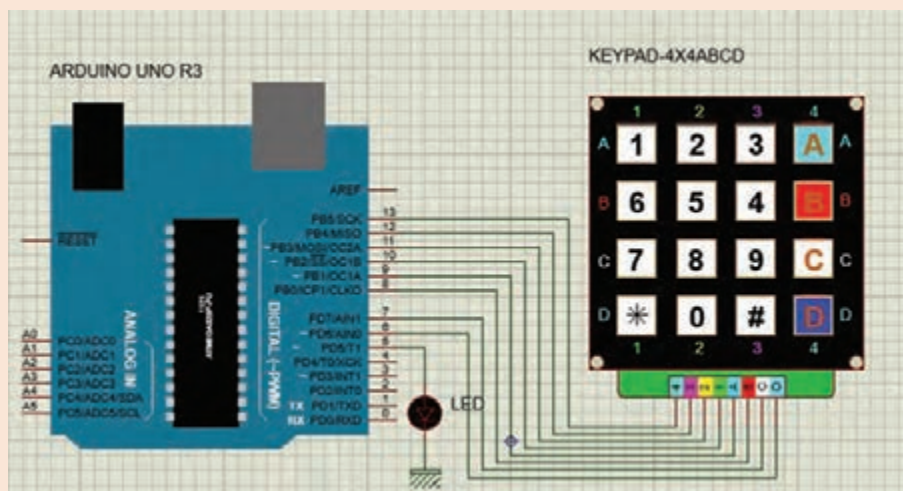 ARDUINO UNO R3
KEYPAD-4X4ABCD
AREF
RESET
PB5/SCK 13
PB4/MISO 12
PB3/MOSI/OC2A 11
PB2/SS/OC1B 10
PB1/OC1A 9
PB0/ICP1/CLKO 8
PD7/AIN1 7
PD6/AIN0 6
PD5/T1 5
PD4/T0/XCK 4
PD3/INT1 3
PD2/INT0 2
TX PD1/TXD 1
RX PD0/RXD 0
DIGITAL (~PWM)
ANALOG IN
A0 PC0/ADC0
A1 PC1/ADC1
A2 PC2/ADC2
A3 PC3/ADC3
A4 PC4/ADC4/SDA
A5 PC5/ADC5/SCL
LED
1 2 3 4
A 1 2 3 A A
B 6 5 4 B B
C 7 8 9 C C
D * 0 # D D
1 2 3 4